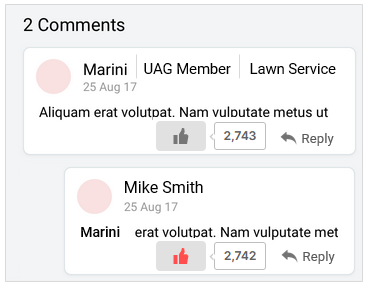 2 Comments
Marini UAG Member Lawn Service
25 Aug 17
Aliquam erat volutpat. Nam vulputate metus ut
2,743 Reply
Mike Smith
25 Aug 17
Marini erat volutpat. Nam vulputate met
2,742 Reply